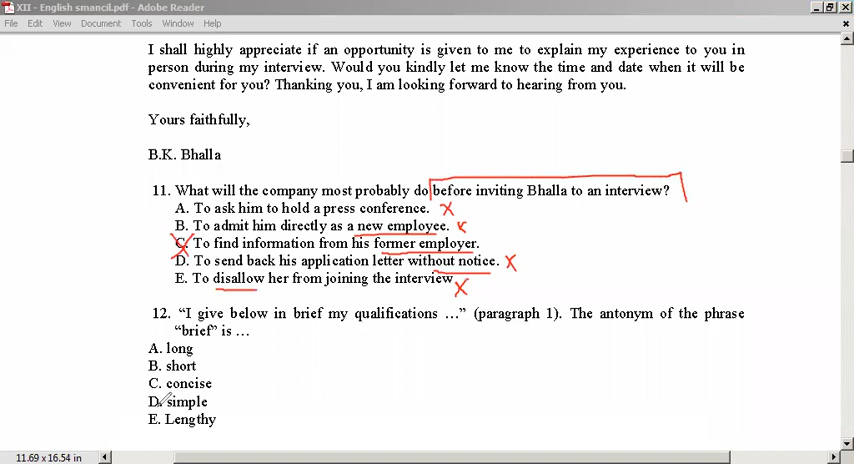 XII - English smancil.pdf - Adobe Reader
File Edit View Document Tools Window Help
I shall highly appreciate if an opportunity is given to me to explain my experience to you in
person during my interview. Would you kindly let me know the time and date when it will be
convenient for you? Thanking you, I am looking forward to hearing from you.
Yours faithfully,
B.K. Bhalla
11. What will the company most probably do before inviting Bhalla to an interview?
A. To ask him to hold a press conference. X
B. To admit him directly as a new employee. X
C. To find information from his former employer.
D. To send back his application letter without notice. X
E. To disallow her from joining the interview X
12. “I give below in brief my qualifications …” (paragraph 1). The antonym of the phrase
“brief” is …
A. long
B. short
C. concise
D. simple
E. Lengthy
11.69 x 16.54 in